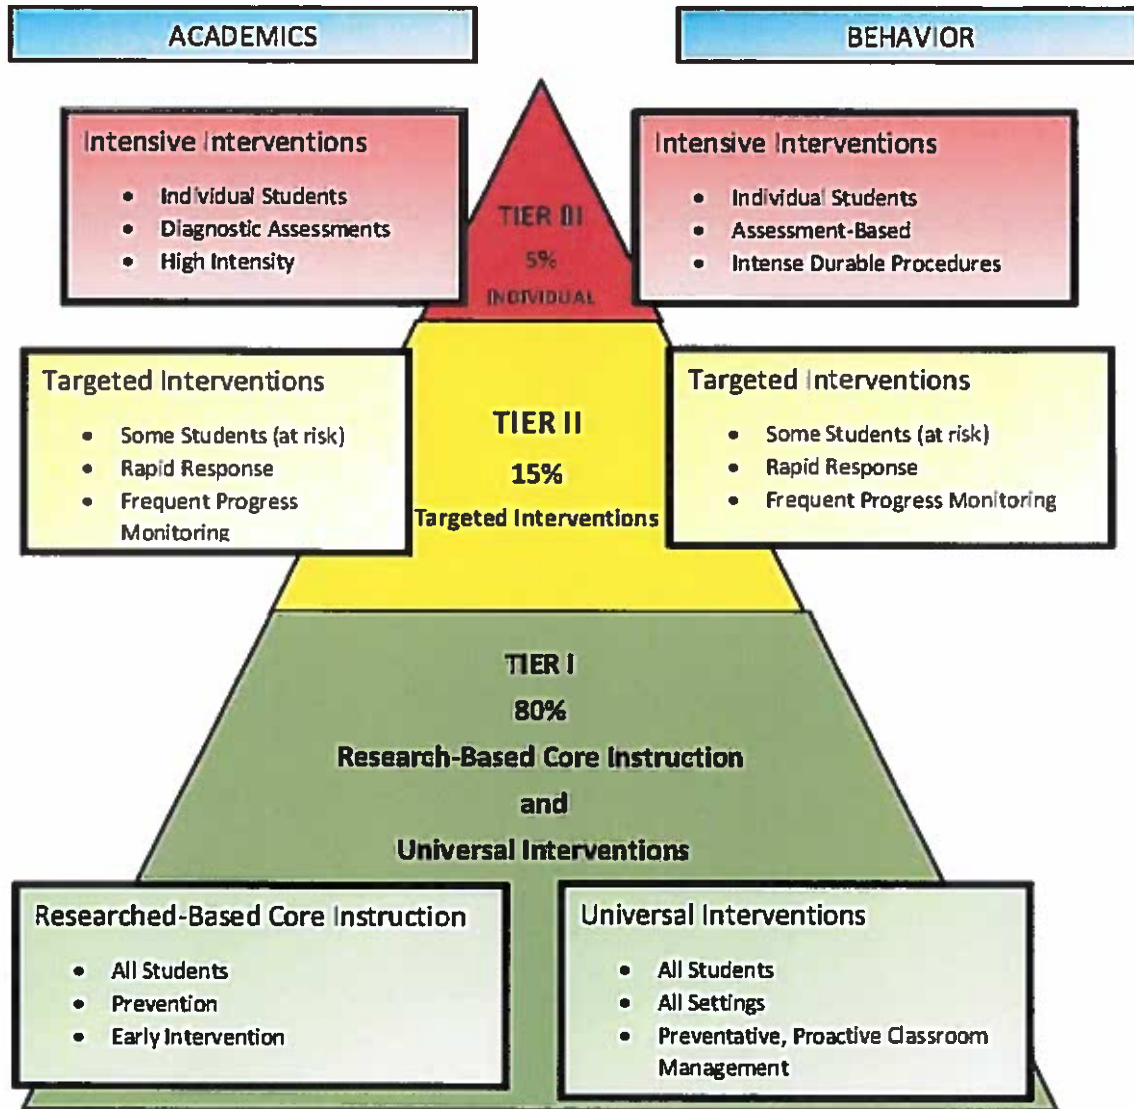 ACADEMICS
BEHAVIOR
Intensive Interventions
• Individual Students
• Diagnostic Assessments
• High Intensity
TIER III
5%
INDIVIDUAL
Intensive Interventions
• Individual Students
• Assessment-Based
• Intense Durable Procedures
Targeted Interventions
• Some Students (at risk)
• Rapid Response
• Frequent Progress
Monitoring
TIER II
15%
Targeted Interventions
Targeted Interventions
• Some Students (at risk)
• Rapid Response
• Frequent Progress Monitoring
TIER I
80%
Research-Based Core Instruction
and
Universal Interventions
Researched-Based Core Instruction
• All Students
• Prevention
• Early Intervention
Universal Interventions
• All Students
• All Settings
• Preventative, Proactive Classroom
Management